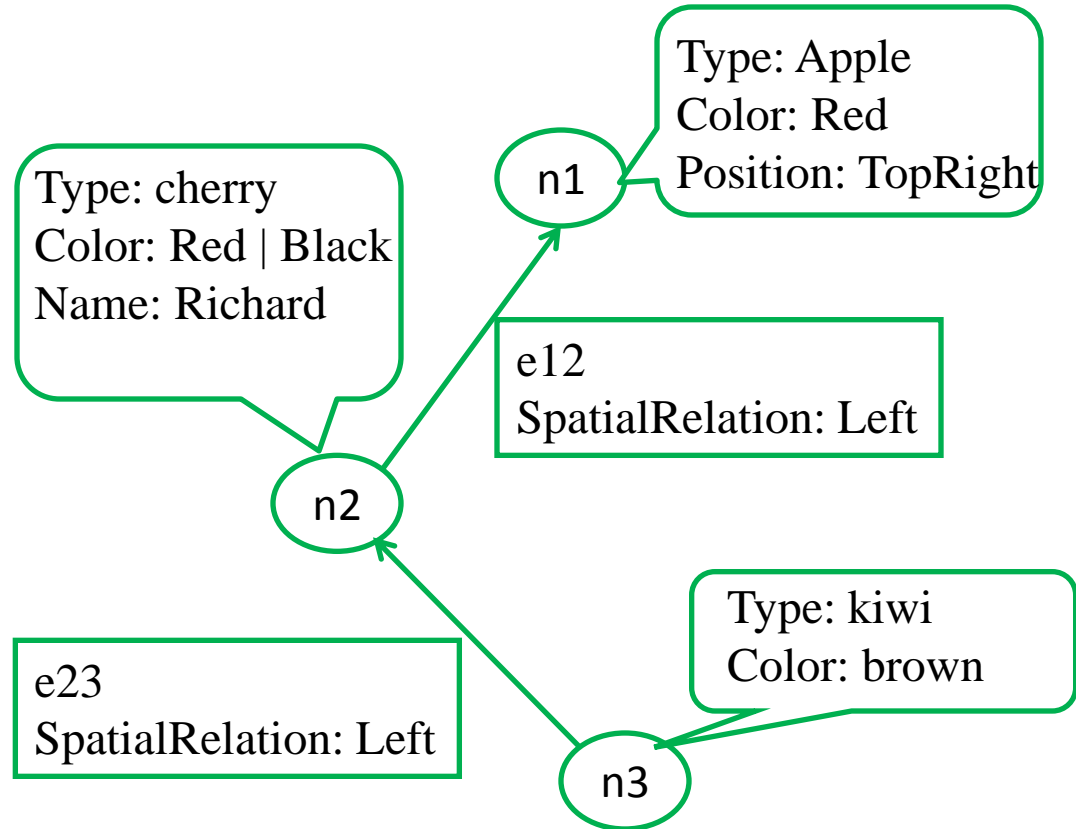 Type: Apple
Color: Red
Position: TopRight
n1
Type: cherry
Color: Red | Black
Name: Richard
e12
SpatialRelation: Left
n2
Type: kiwi
Color: brown
e23
SpatialRelation: Left
n3